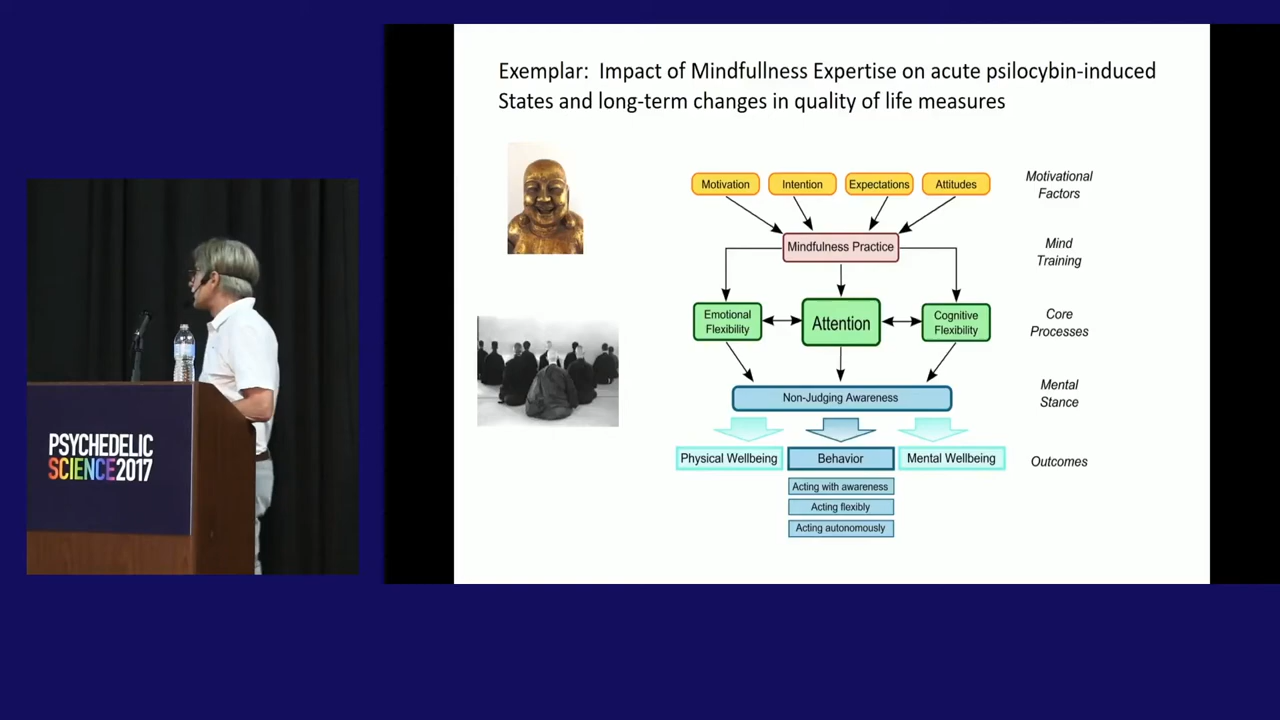 Exemplar: Impact of Mindfullness Expertise on acute psilocybin-induced
States and long-term changes in quality of life measures
Motivation Intention Expectations Attitudes
Motivational
Factors
Mindfulness Practice
Mind
Training
Emotional
Flexibility
Attention
Cognitive
Flexibility
Core
Processes
Non-Judging Awareness
Mental
Stance
Physical Wellbeing Behavior Mental Wellbeing
Outcomes
Acting with awareness
Acting flexibly
Acting autonomously
PSYCHEDELIC
SCIENCE2017